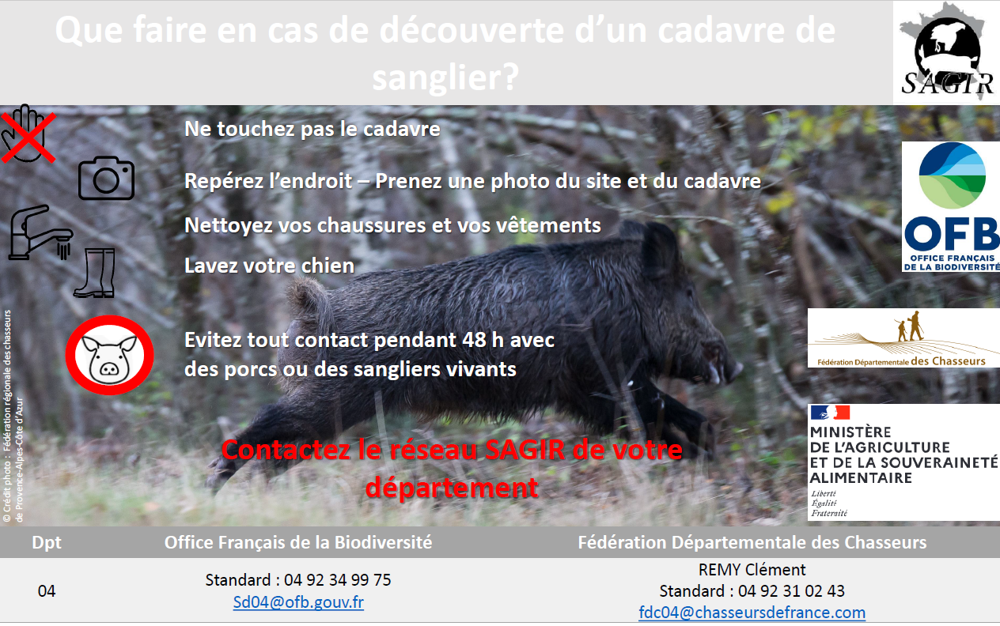 Que faire en cas de découverte d’un cadavre de
sanglier?
SAGIR
Ne touchez pas le cadavre
Repérez l’endroit – Prenez une photo du site et du cadavre
Nettoyez vos chaussures et vos vêtements
Lavez votre chien
OFB
OFFICE FRANÇAIS
DE LA BIODIVERSITÉ
Fédération Départementale des Chasseurs
Evitez tout contact pendant 48 h avec
des porcs ou des sangliers vivants
MINISTÈRE
DE L’AGRICULTURE
ET DE LA SOUVERAINETÉ
ALIMENTAIRE
Liberté
Égalité
Fraternité
Contactez le réseau SAGIR de votre
département
© Crédit photo : Fédération régionale des chasseurs
de Provence-Alpes-Côte d’Azur
Dpt Office Français de la Biodiversité Fédération Départementale des Chasseurs
04
Standard : 04 92 34 99 75
Sd04@ofb.gouv.fr
REMY Clément
Standard : 04 92 31 02 43
fdc04@chasseursdefrance.com